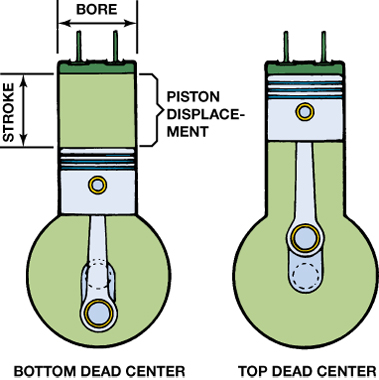 BORE
STROKE
PISTON
DISPLACE-
MENT
BOTTOM DEAD CENTER
TOP DEAD CENTER